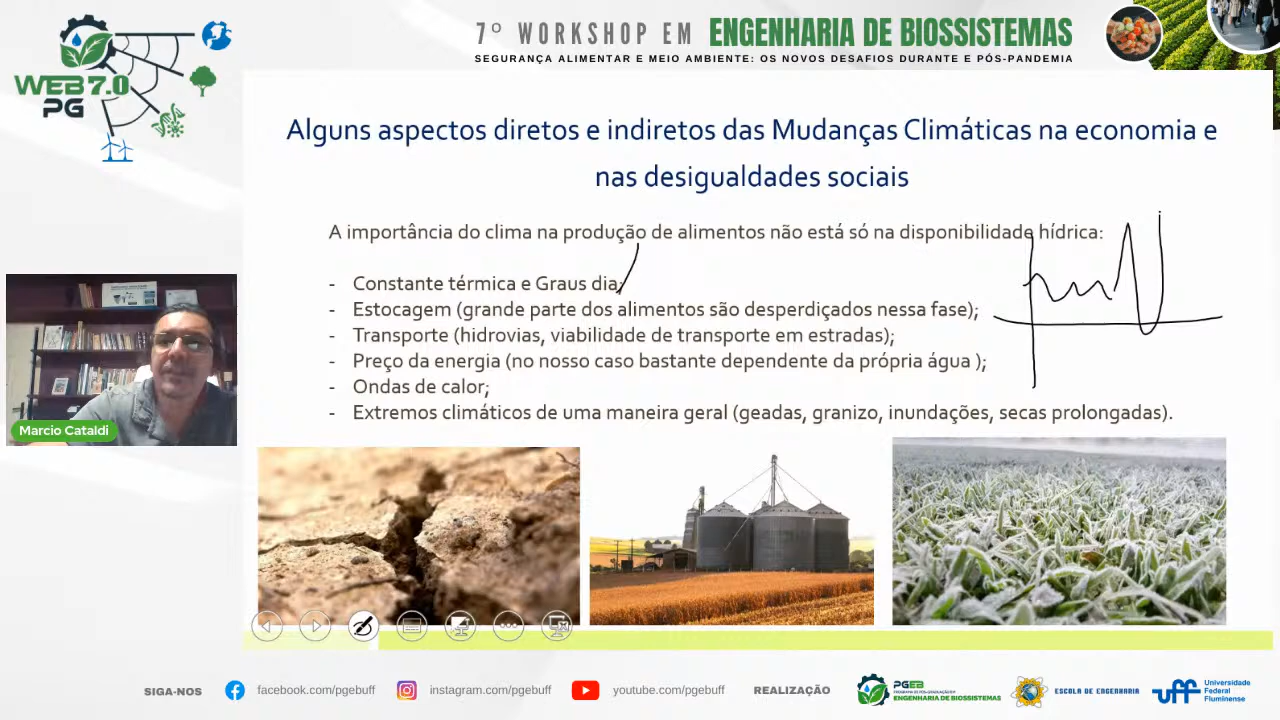 7º WORKSHOP EM ENGENHARIA DE BIOSSISTEMAS
SEGURANÇA ALIMENTAR E MEIO AMBIENTE: OS NOVOS DESAFIOS DURANTE E PÓS-PANDEMIA
WEB 7.0
PG
Alguns aspectos diretos e indiretos das Mudanças Climáticas na economia e
nas desigualdades sociais
A importância do clima na produção de alimentos não está só na disponibilidade hídrica:
- Constante térmica e Graus dia;
- Estocagem (grande parte dos alimentos são desperdiçados nessa fase);
- Transporte (hidrovias, viabilidade de transporte em estradas);
- Preço da energia (no nosso caso bastante dependente da própria água );
- Ondas de calor;
- Extremos climáticos de uma maneira geral (geadas, granizo, inundações, secas prolongadas).
Marcio Cataldi
SIGA-NOS
facebook.com/pgebuff
instagram.com/pgebuff
youtube.com/pgebuff
REALIZAÇÃO
PGEB
ENGENHARIA DE BIOSSISTEMAS
ESCOLA DE ENGENHARIA
uff
Universidade
Federal
Fluminense